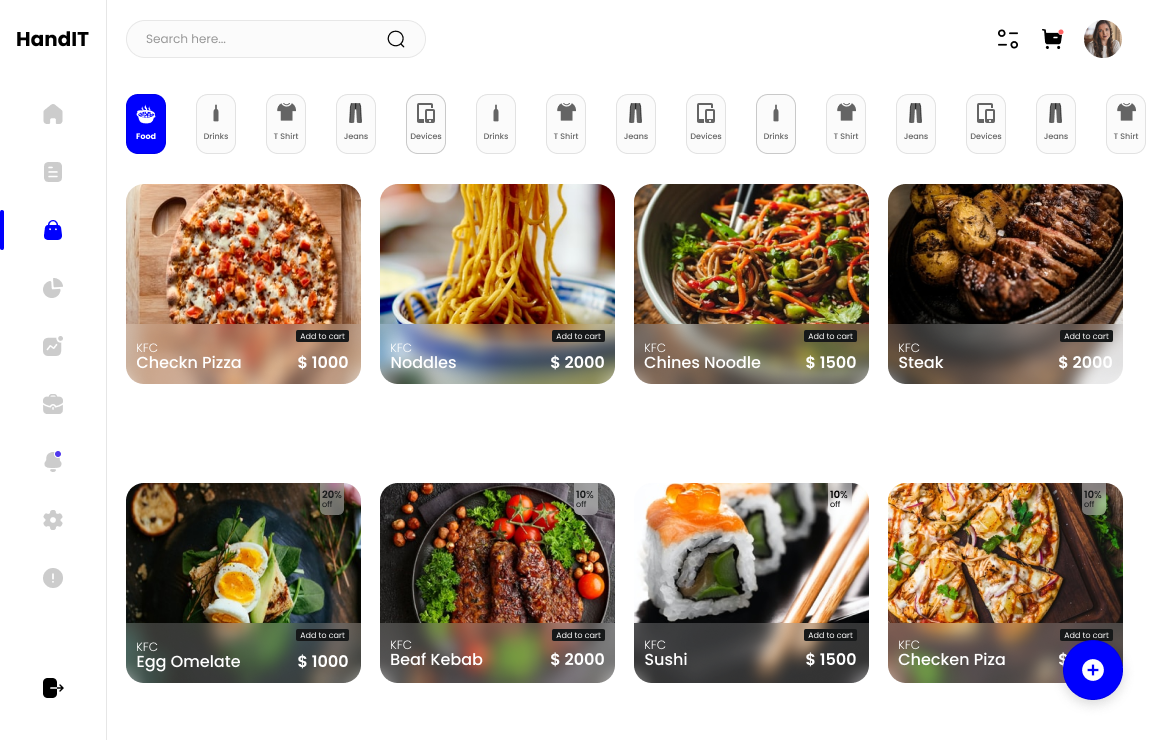 HandIT
Search here...
Food
Drinks
T Shirt
Jeans
Devices
Drinks
T Shirt
Jeans
Devices
Drinks
T Shirt
Jeans
Devices
Jeans
T Shirt
Add to cart
KFC
Checkn Pizza
$ 1000
Add to cart
KFC
Noddles
$ 2000
Add to cart
KFC
Chines Noodle
$ 1500
Add to cart
KFC
Steak
$ 2000
20%
off
Add to cart
KFC
Egg Omelate
$ 1000
10%
off
Add to cart
KFC
Beaf Kebab
$ 2000
10%
off
Add to cart
KFC
Sushi
$ 1500
10%
off
Add to cart
KFC
Checken Piza
$